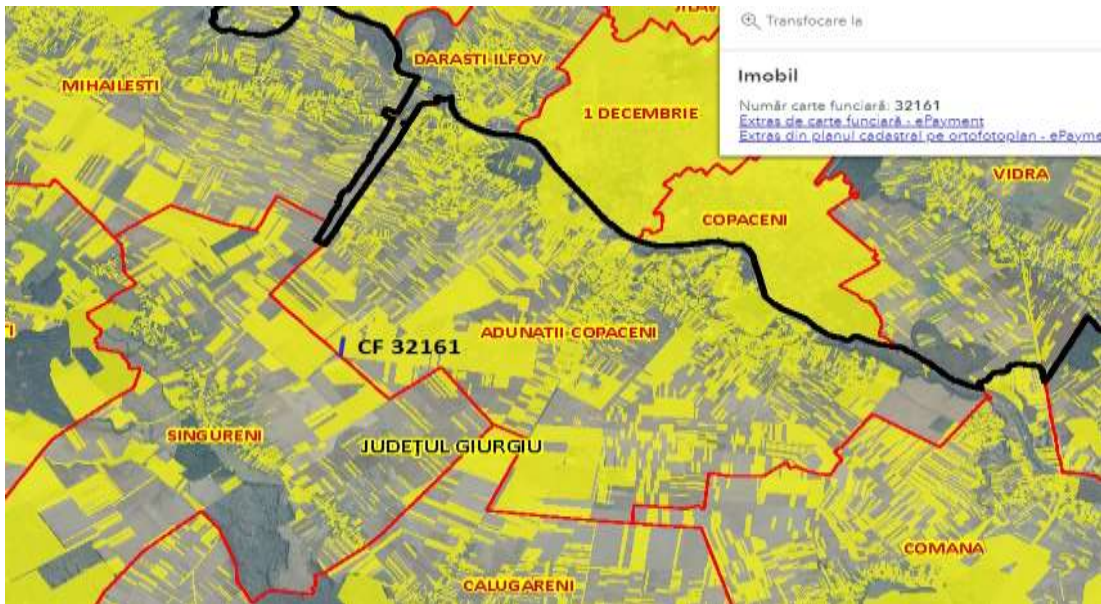 Transfocare la
Imobil
Număr carte funciară: 32161
Extras de carte funciară - ePayment
Extras din planul cadastral pe ortofotoplan - ePayme
DARASTI-ILFOV
MIHAILESTI
1 DECEMBRIE
VIDRA
COPACENI
ADUNATII-COPACENI
CF 32161
SINGURENI
JUDEȚUL GIURGIU
COMANA
CALUGARENI